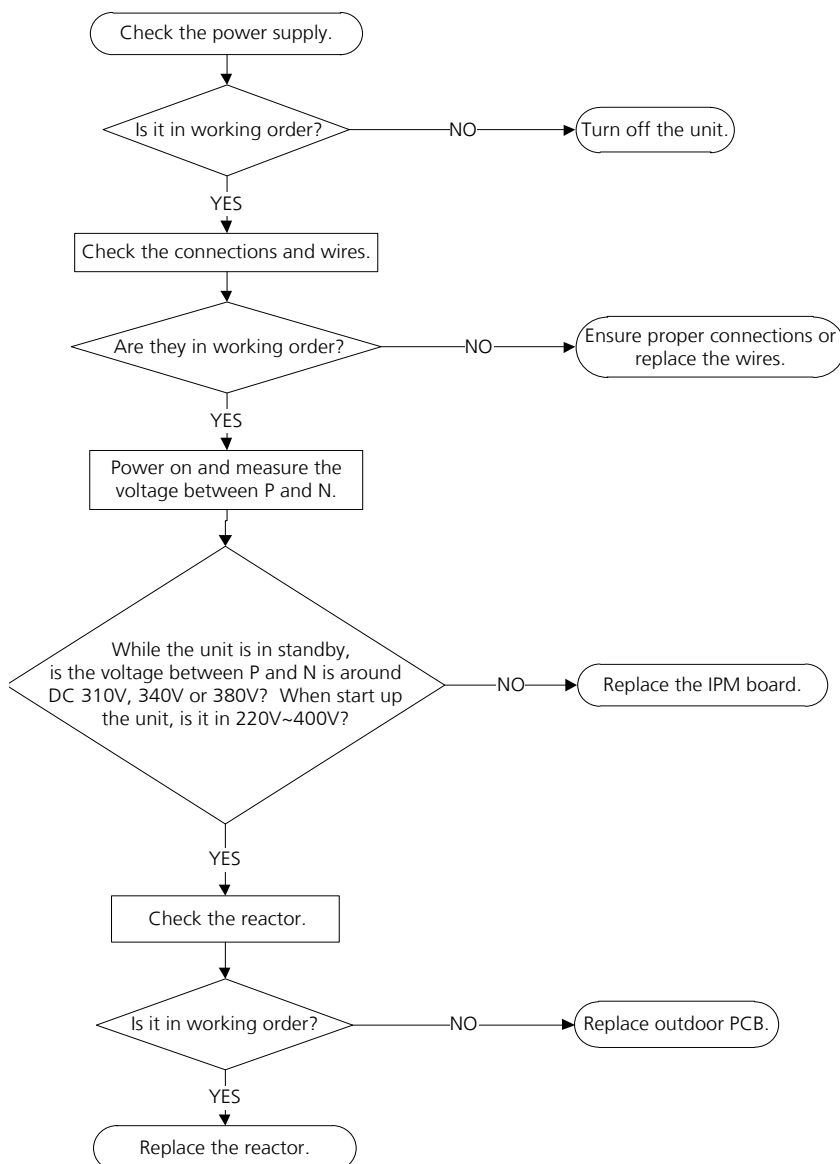 Check the power supply.
Is it in working order?
NO
Turn off the unit.
YES
Check the connections and wires.
Are they in working order?
NO
Ensure proper connections or
replace the wires.
YES
Power on and measure the
voltage between P and N.
While the unit is in standby,
is the voltage between P and N is around
DC 310V, 340V or 380V? When start up
the unit, is it in 220V~400V?
NO
Replace the IPM board.
YES
Check the reactor.
Is it in working order?
NO
Replace outdoor PCB.
YES
Replace the reactor.